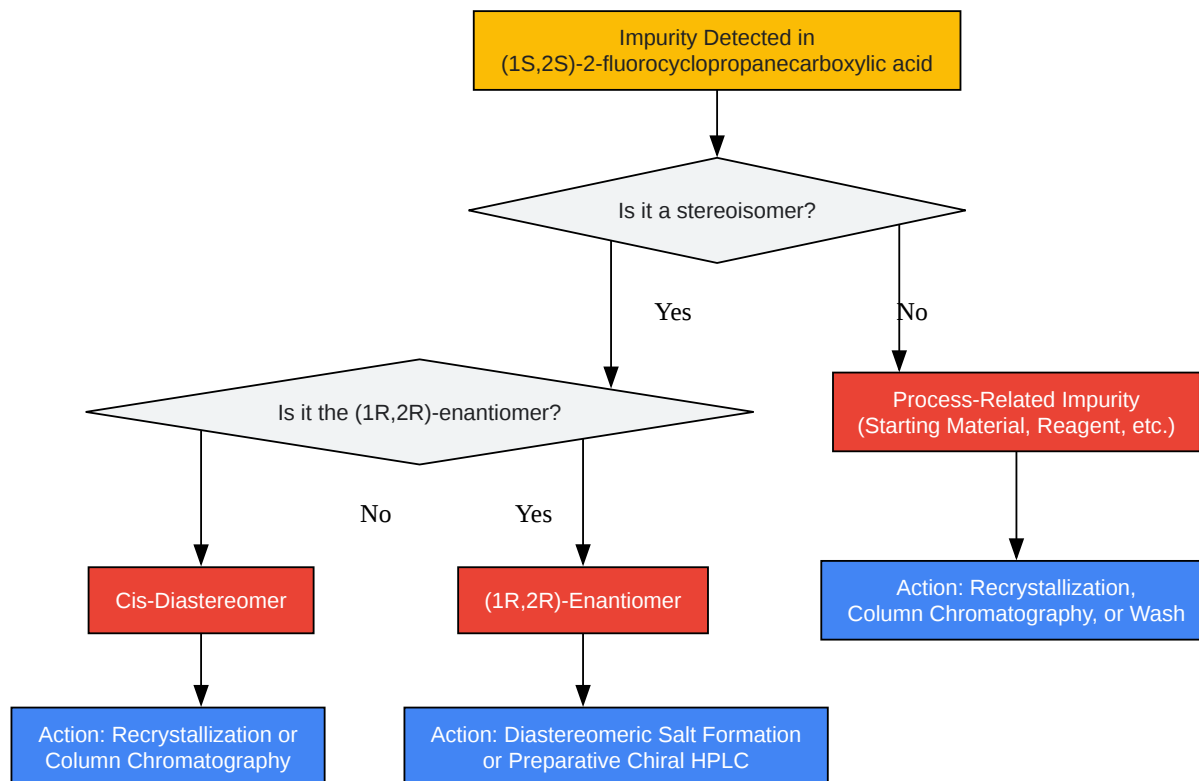 Impurity Detected in
(1S,2S)-2-fluorocyclopropanecarboxylic acid
Is it a stereoisomer?
Yes
No
Is it the (1R,2R)-enantiomer?
Process-Related Impurity
(Starting Material, Reagent, etc.)
No
Yes
Cis-Diastereomer
(1R,2R)-Enantiomer
Action: Recrystallization,
Column Chromatography, or Wash
Action: Recrystallization or
Column Chromatography
Action: Diastereomeric Salt Formation
or Preparative Chiral HPLC